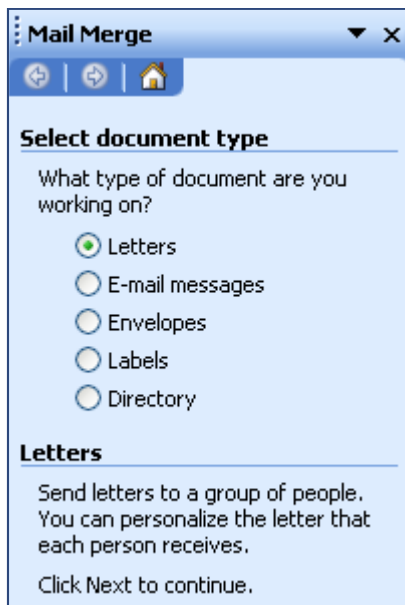 Mail Merge
Select document type
What type of document are you
working on?
Letters
E-mail messages
Envelopes
Labels
Directory
Letters
Send letters to a group of people.
You can personalize the letter that
each person receives.
Click Next to continue.